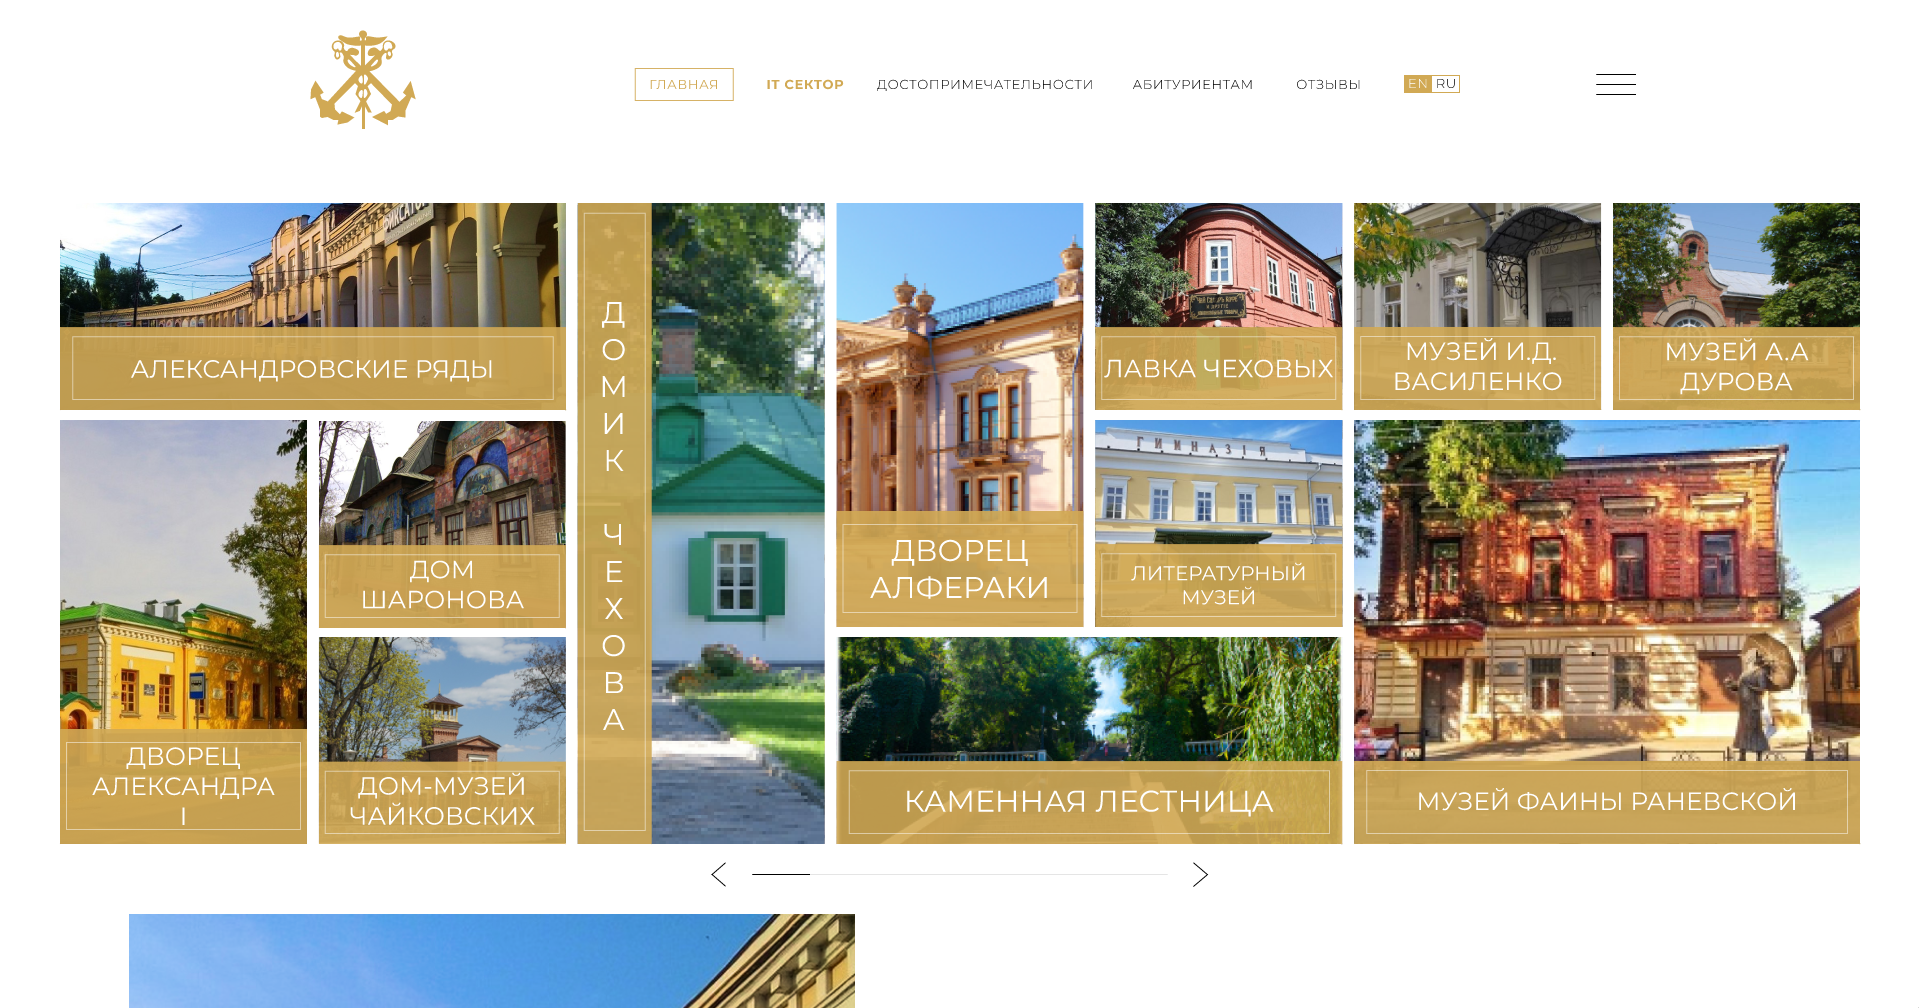 ГЛАВНАЯ
IT СЕКТОР
ДОСТОПРИМЕЧАТЕЛЬНОСТИ
АБИТУРИЕНТАМ
ОТЗЫВЫ
EN RU
АЛЕКСАНДРОВСКИЕ РЯДЫ
ДОМИК ЧЕХОВА
ДВОРЕЦ
АЛФЕРАКИ
ЛАВКА ЧЕХОВЫХ
МУЗЕЙ И.Д.
ВАСИЛЕНКО
МУЗЕЙ А.А
ДУРОВА
ДВОРЕЦ
АЛЕКСАНДРА
I
ДОМ
ШАРОНОВА
ДОМ-МУЗЕЙ
ЧАЙКОВСКИХ
ГИМНАЗІЯ
ЛИТЕРАТУРНЫЙ
МУЗЕЙ
КАМЕННАЯ ЛЕСТНИЦА
МУЗЕЙ ФАИНЫ РАНЕВСКОЙ